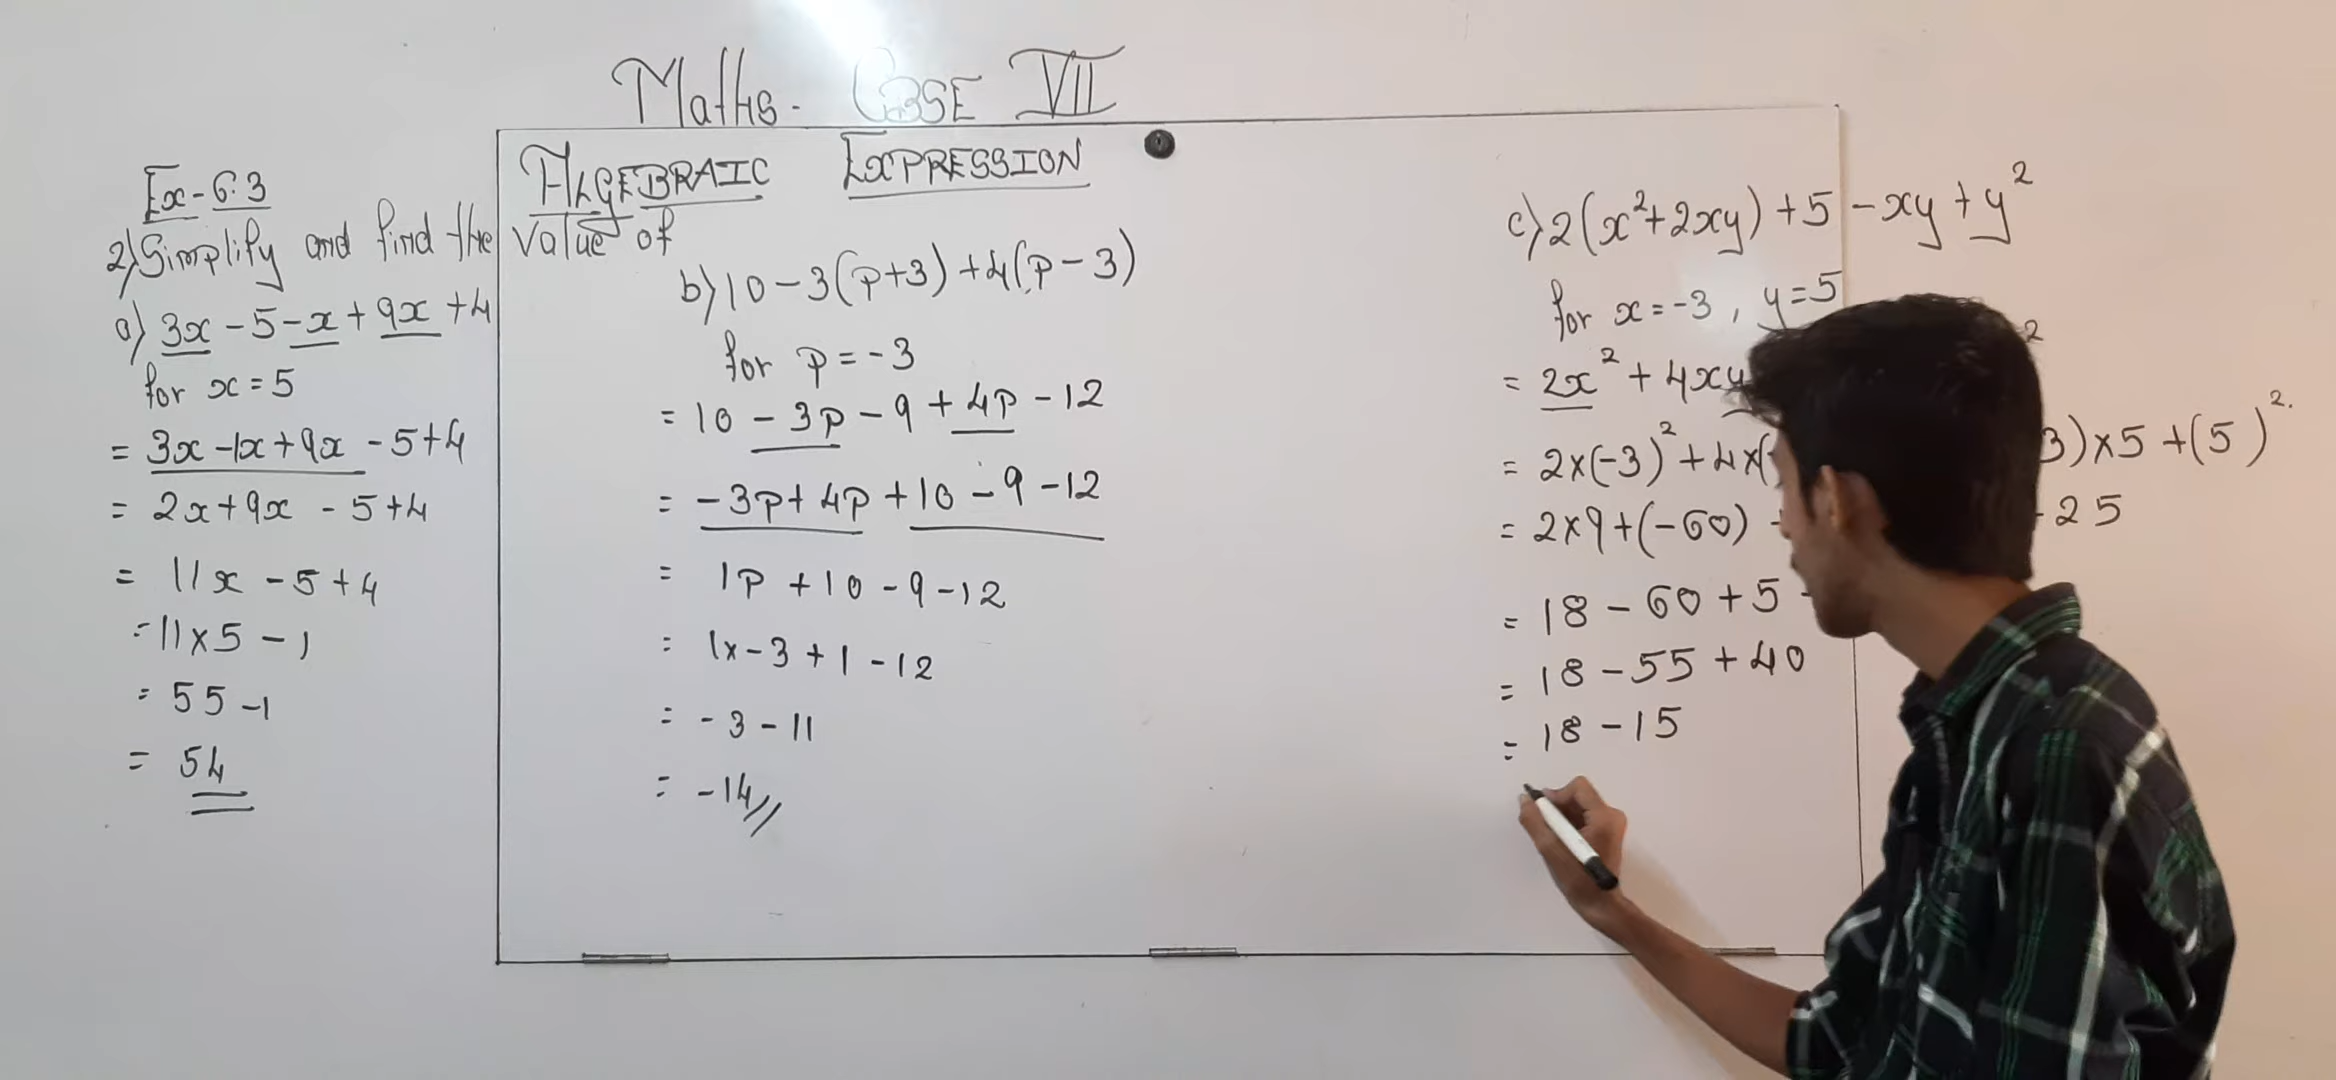 Maths - CBSE VII
ALGEBRAIC EXPRESSION
Ex-6.3
2) Simplify and find the value of
a) 3x - 5 - x + 9x + 4
for x = 5
= 3x - 1x + 9x - 5 + 4
= 2x + 9x - 5 + 4
= 11x - 5 + 4
= 11 x 5 - 1
= 55 - 1
= 54
b) 10 - 3(p+3) + 4(p - 3)
for p = -3
= 10 - 3p - 9 + 4p - 12
= -3p + 4p + 10 - 9 - 12
= 1p + 10 - 9 - 12
= 1x - 3 + 1 - 12
= -3 - 11
= -14//
c) 2(x² + 2xy) + 5 - xy + y²
for x = -3, y = 5
= 2x² + 4xy ²
= 2x(-3)² + 4x( 3)x5 + (5)².
= 2x9 + (-60) 25
= 18 - 60 + 5
= 18 - 55 + 40
= 18 - 15